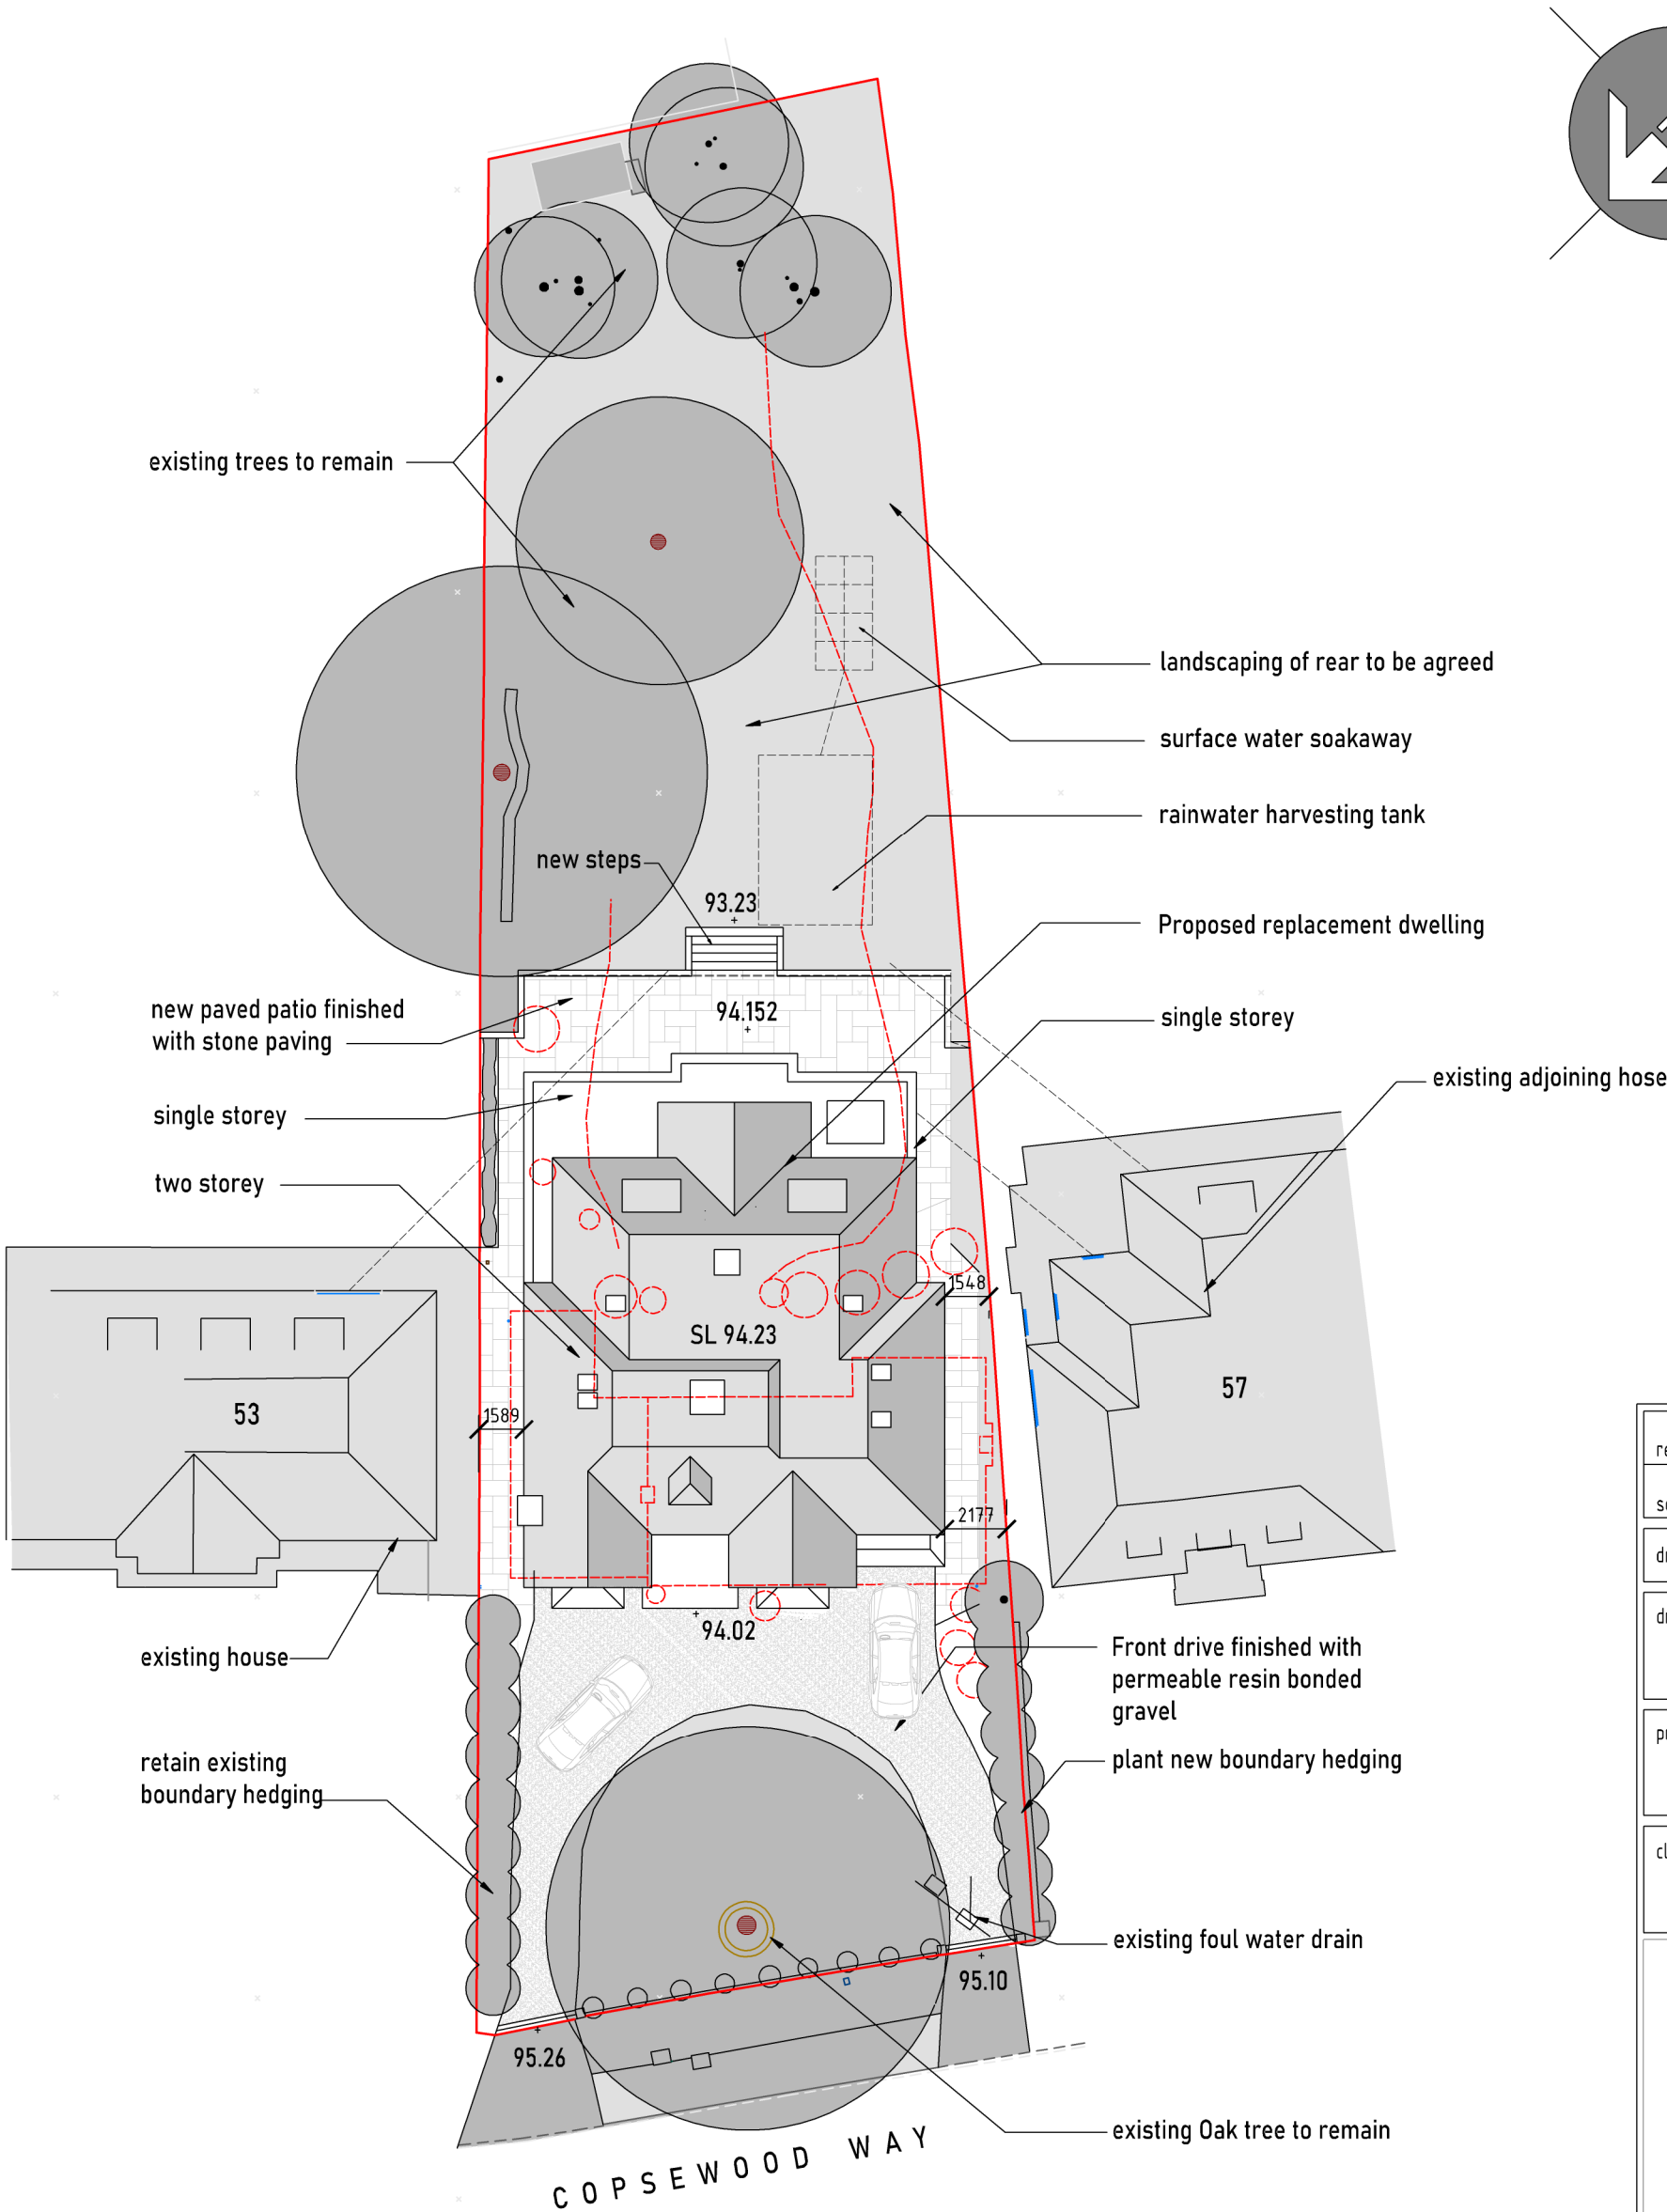 existing trees to remain
landscaping of rear to be agreed
surface water soakaway
rainwater harvesting tank
new steps
93.23
Proposed replacement dwelling
new paved patio finished
with stone paving
94.152
single storey
existing adjoining hose
single storey
two storey
1548
SL 94.23
53
57
1589
2177
94.02
existing house
Front drive finished with
permeable resin bonded
gravel
retain existing
boundary hedging
plant new boundary hedging
existing foul water drain
95.10
95.26
existing Oak tree to remain
COPSEWOOD WAY